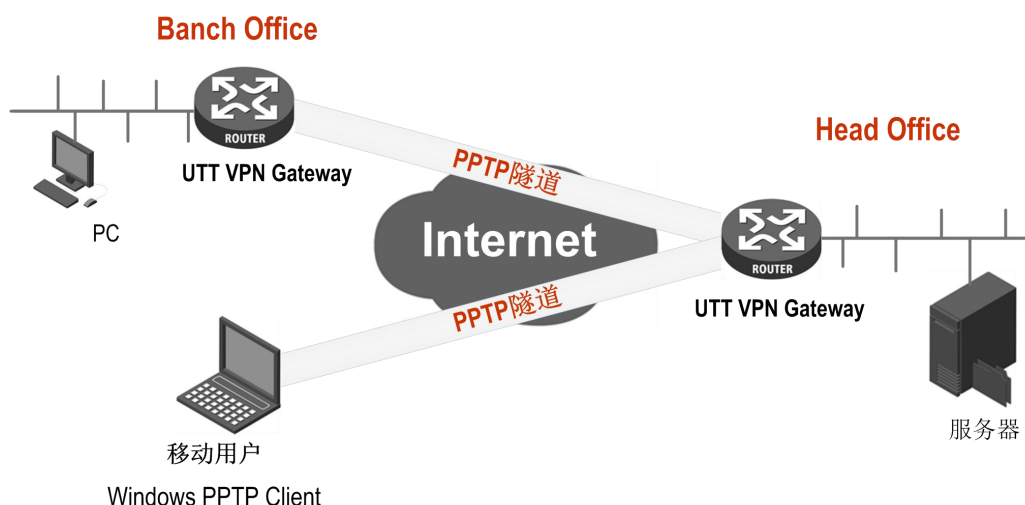 Banch Office
ROUTER
UTT VPN Gateway
PC
Head Office
PPTP隧道
Internet
ROUTER
UTT VPN Gateway
PPTP隧道
服务器
移动用户
Windows PPTP Client